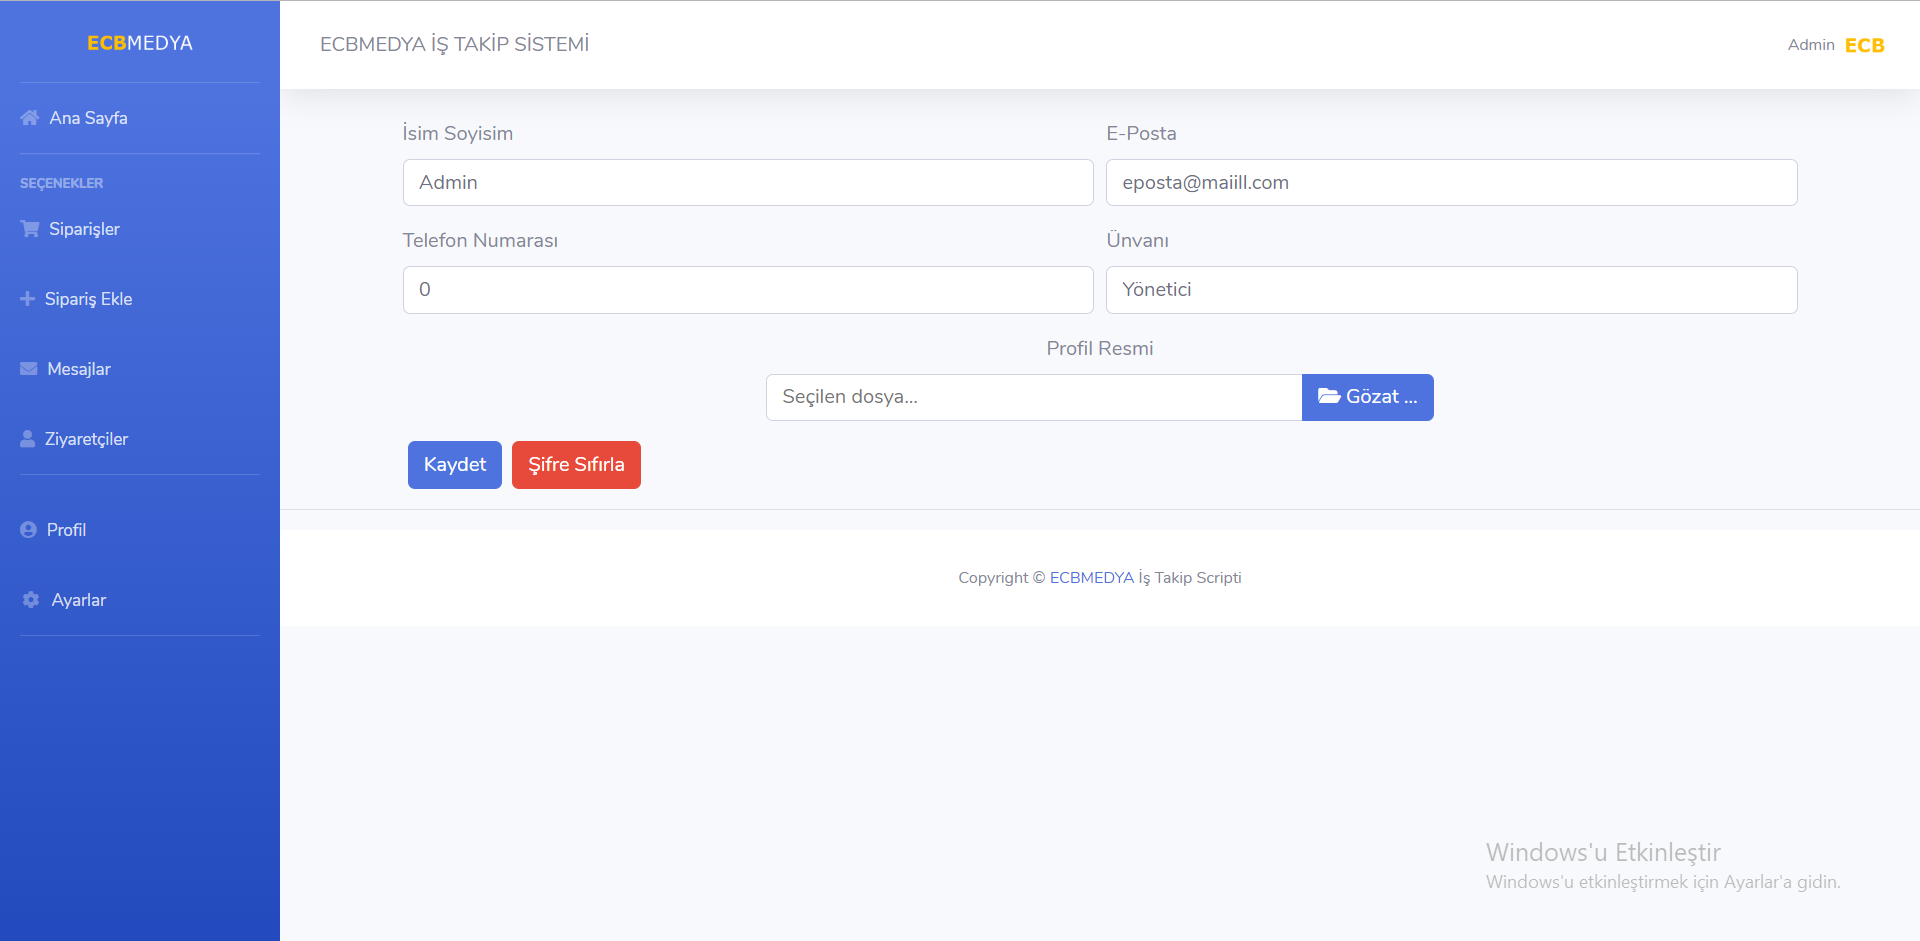 ECBMEDYA
Ana Sayfa
SEÇENEKLER
Siparişler
Sipariş Ekle
Mesajlar
Ziyaretçiler
Profil
Ayarlar
ECBMEDYA İŞ TAKİP SİSTEMİ
Admin ECB
İsim Soyisim
Admin
E-Posta
eposta@maiill.com
Telefon Numarası
0
Ünvanı
Yönetici
Profil Resmi
Seçilen dosya...
Gözat ...
Kaydet
Şifre Sıfırla
Copyright © ECBMEDYA İş Takip Scripti
Windows'u Etkinleştir
Windows'u etkinleştirmek için Ayarlar'a gidin.